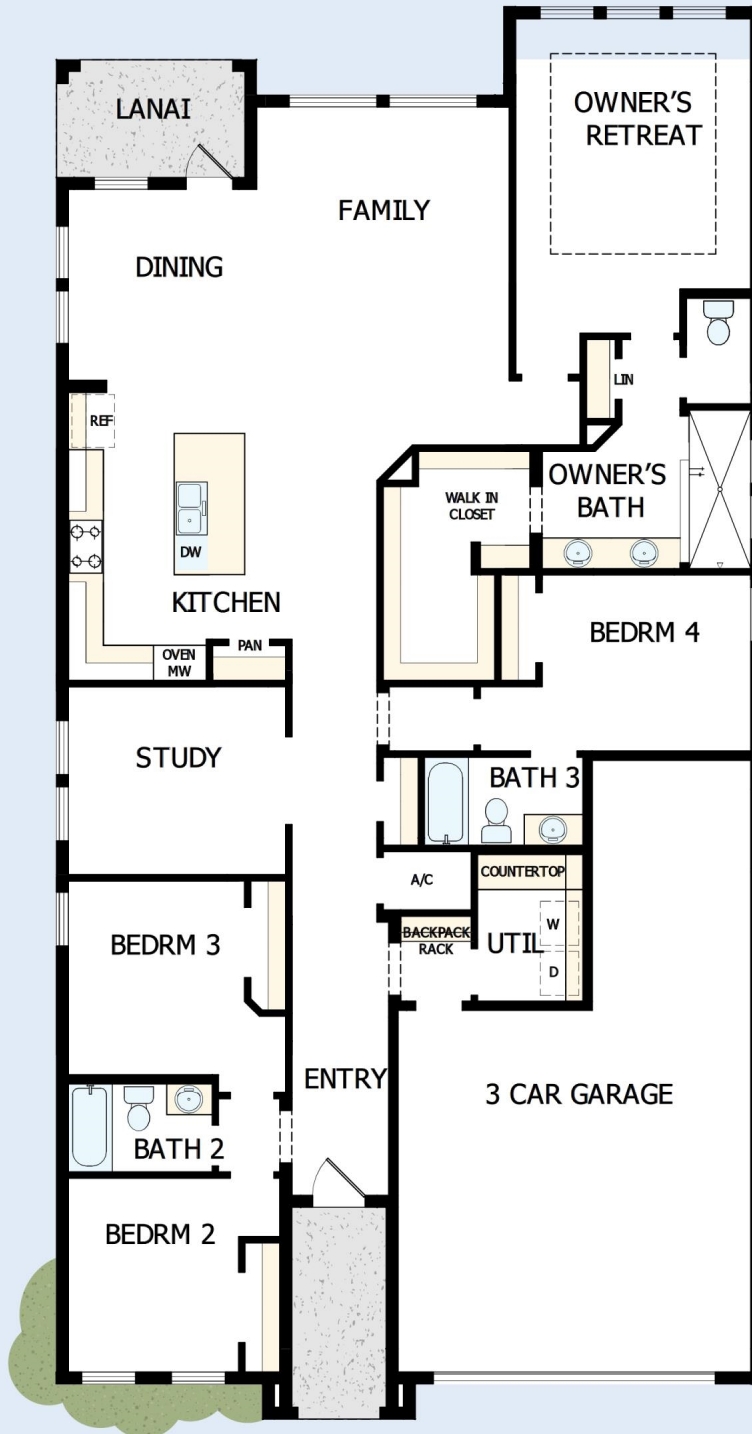 LANAI
OWNER'S
RETREAT
FAMILY
DINING
LIN
REF
WALK IN
CLOSET
OWNER'S
BATH
DW
KITCHEN
BEDRM 4
PAN
OVEN
MW
STUDY
BATH 3
A/C
COUNTERTOP
BACKPACK
RACK
UTIL
W
D
BEDRM 3
ENTRY
3 CAR GARAGE
BATH 2
BEDRM 2